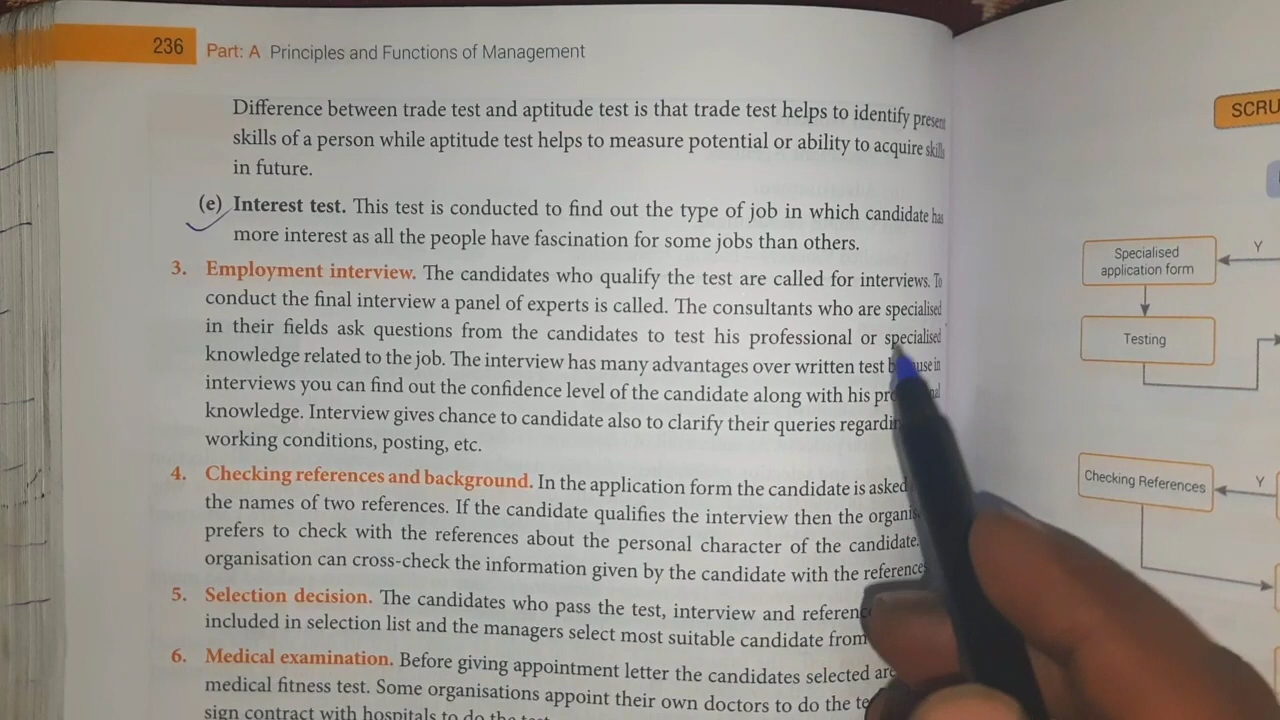 236 Part: A Principles and Functions of Management
Difference between trade test and aptitude test is that trade test helps to identify present
skills of a person while aptitude test helps to measure potential or ability to acquire skills
in future.
(e) Interest test. This test is conducted to find out the type of job in which candidate has
more interest as all the people have fascination for some jobs than others.
3. Employment interview. The candidates who qualify the test are called for interviews. To
conduct the final interview a panel of experts is called. The consultants who are specialised
in their fields ask questions from the candidates to test his professional or specialised
knowledge related to the job. The interview has many advantages over written test in
interviews you can find out the confidence level of the candidate along with his
knowledge. Interview gives chance to candidate also to clarify their queries
working conditions, posting, etc.
4. Checking references and background. In the application form the candidate is asked
the names of two references. If the candidate qualifies the interview then the
prefers to check with the references about the personal character of the candidate.
organisation can cross-check the information given by the candidate with the references
5. Selection decision. The candidates who pass the test, interview and
included in selection list and the managers select most suitable candidate from
6. Medical examination. Before giving appointment letter the candidates selected are
medical fitness test. Some organisations appoint their own doctors to do the
sign contract with hospitals to do the test
SCRU
Specialised
application form
Y
Testing
Checking References
Y